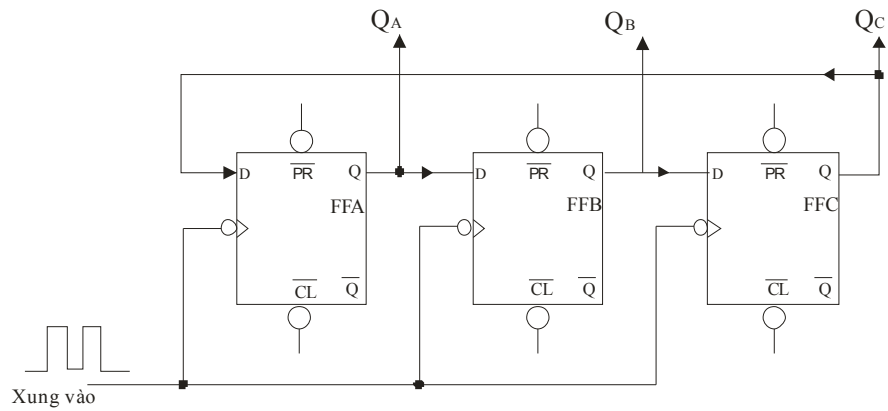 QA QB QC
D PR Q D PR Q D PR Q
FFA FFB FFC
CL Q CL Q CL Q
Xung vào